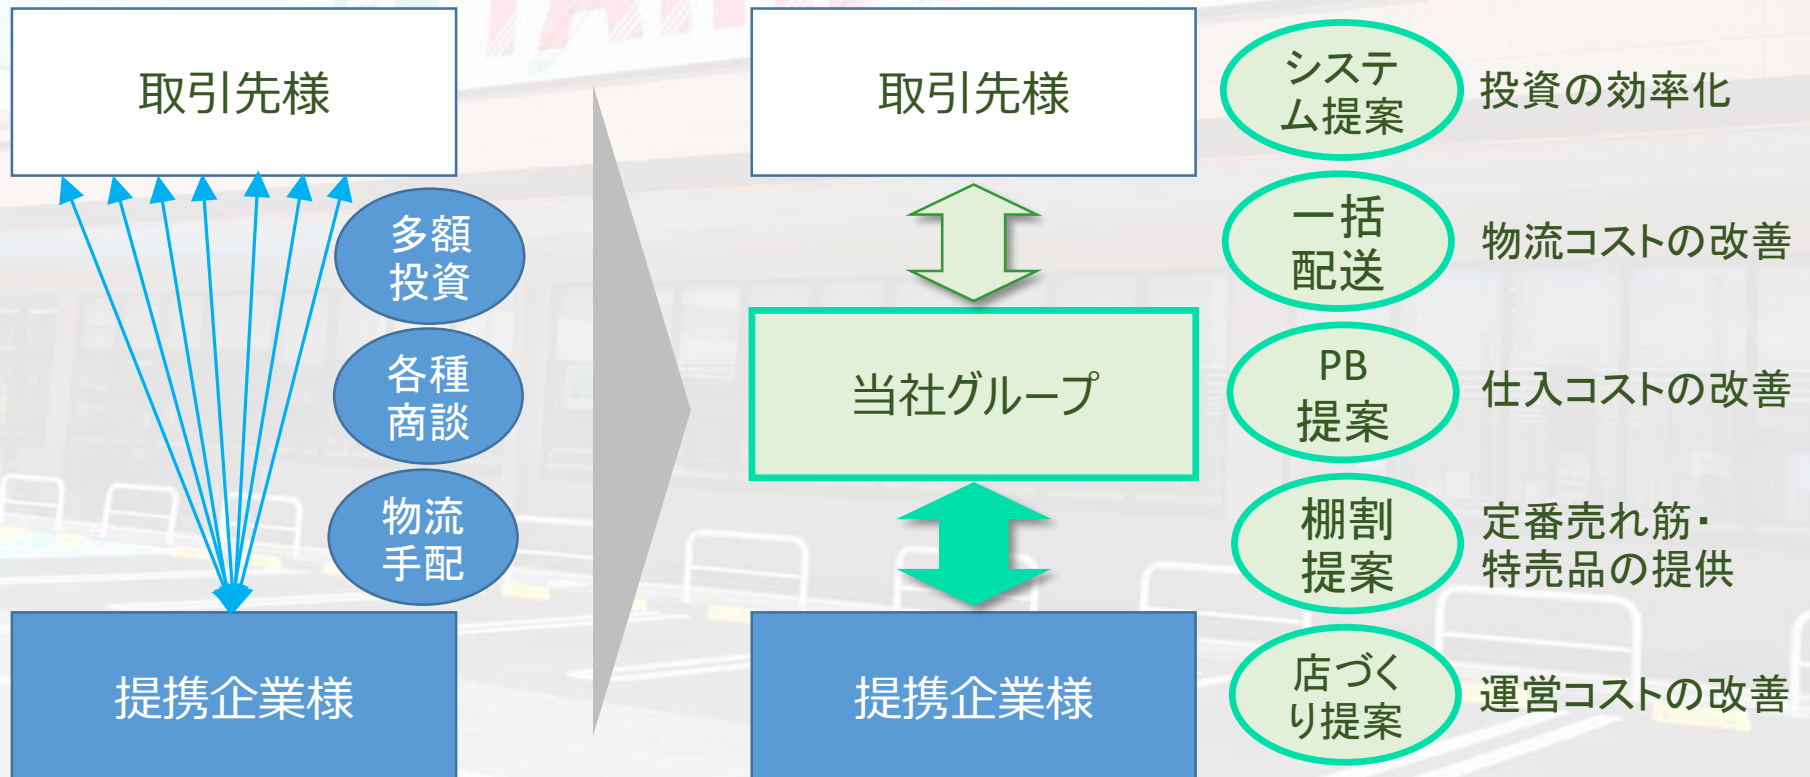 取引先様
多額
投資
各種
商談
物流
手配
提携企業様
取引先様
当社グループ
提携企業様
システ
ム提案
投資の効率化
一括
配送
物流コストの改善
PB
提案
仕入コストの改善
棚割
提案
定番売れ筋・
特売品の提供
店づく
り提案
運営コストの改善